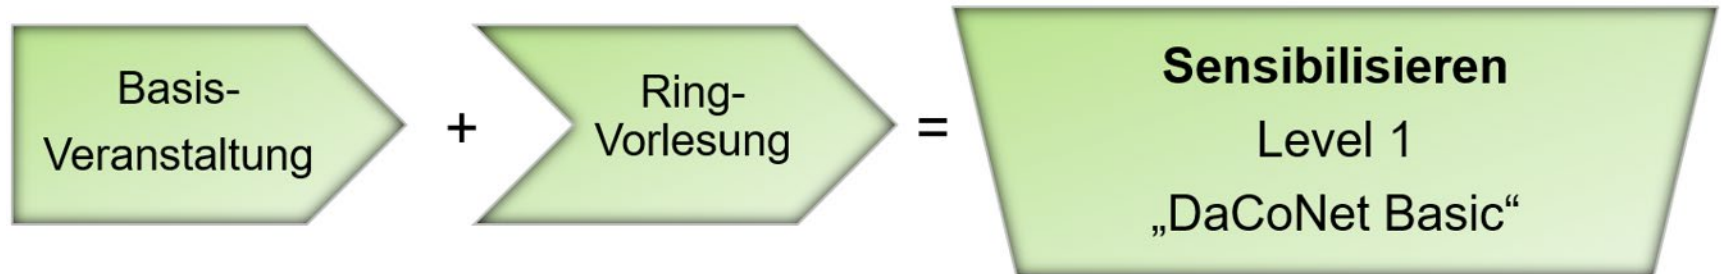 Basis-
Veranstaltung
+
Ring-
Vorlesung
=
Sensibilisieren
Level 1
„DaCoNet Basic“